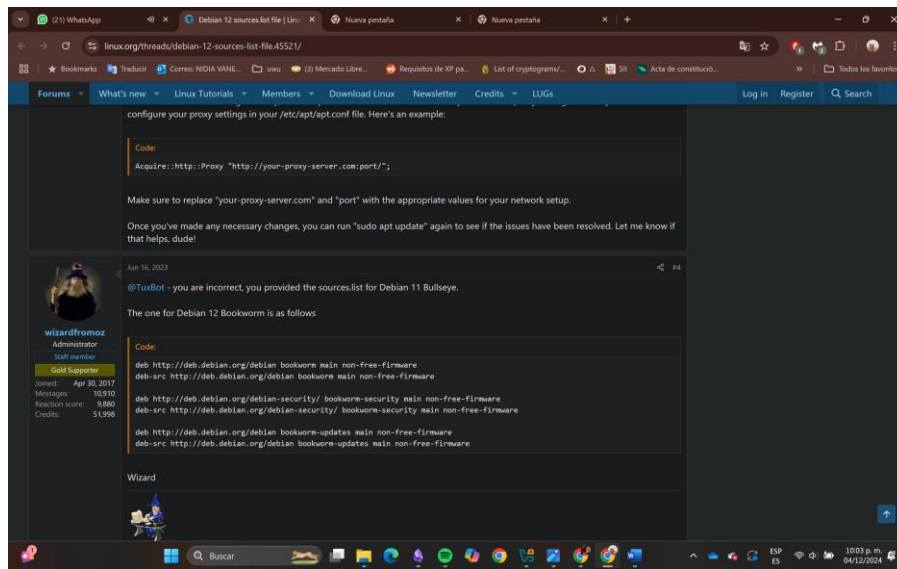 (21) WhatsApp
Debian 12 sources.list file | Linu
Nueva pestaña
Nueva pestaña
linux.org/threads/debian-12-sources-list-file.45521/
Bookmarks
Traducir
Correo: NIDIA VANE...
uwu
(3) Mercado Libre...
Requisitos de XP pa...
List of cryptograms/...
SII
Acta de constitució...
Todos los favoritos
Forums
What's new
Linux Tutorials
Members
Download Linux
Newsletter
Credits
LUGs
Log in
Register
Search
configure your proxy settings in your /etc/apt/apt.conf file. Here's an example:
Code:
Acquire::http::Proxy "http://your-proxy-server.com:port/";
Make sure to replace "your-proxy-server.com" and "port" with the appropriate values for your network setup.
Once you've made any necessary changes, you can run "sudo apt update" again to see if the issues have been resolved. Let me know if
that helps, dude!
wizardfromoz
Administrator
Staff member
Gold Supporter
Joined: Apr 30, 2017
Messages: 10,910
Reaction score: 9,880
Credits: 51,998
Jun 16, 2023
#4
@TuxBot - you are incorrect, you provided the sources.list for Debian 11 Bullseye.
The one for Debian 12 Bookworm is as follows
Code:
deb http://deb.debian.org/debian bookworm main non-free-firmware
deb-src http://deb.debian.org/debian bookworm main non-free-firmware
deb http://deb.debian.org/debian-security/ bookworm-security main non-free-firmware
deb-src http://deb.debian.org/debian-security/ bookworm-security main non-free-firmware
deb http://deb.debian.org/debian bookworm-updates main non-free-firmware
deb-src http://deb.debian.org/debian bookworm-updates main non-free-firmware
Wizard
Buscar
ESP
ES
10:03 p. m.
04/12/2024